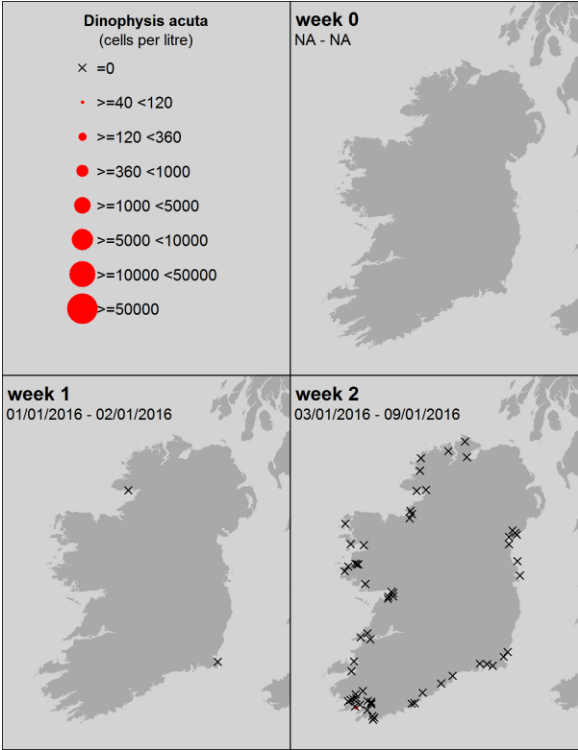 Dinophysis acuta
(cells per litre)
=0
>=40 <120
>=120 <360
>=360 <1000
>=1000 <5000
>=5000 <10000
>=10000 <50000
>=50000
week 0
NA - NA
week 1
01/01/2016 - 02/01/2016
week 2
03/01/2016 - 09/01/2016